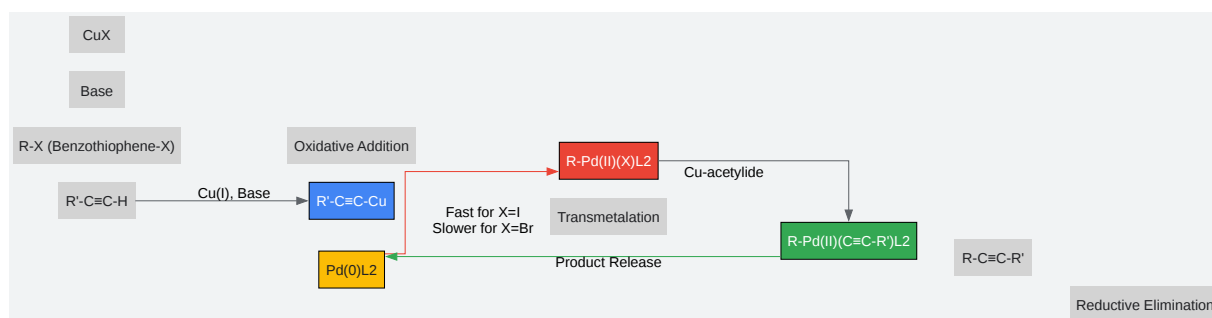 CuX
Base
R-X (Benzothiophene-X)
Oxidative Addition
R-Pd(II)(X)L2
Cu-acetylide
R'-C≡C-H
Cu(I), Base
R'-C≡C-Cu
Fast for X=I
Slower for X=Br
Transmetalation
R-Pd(II)(C≡C-R')L2
Pd(0)L2
Product Release
R-C≡C-R'
Reductive Elimination